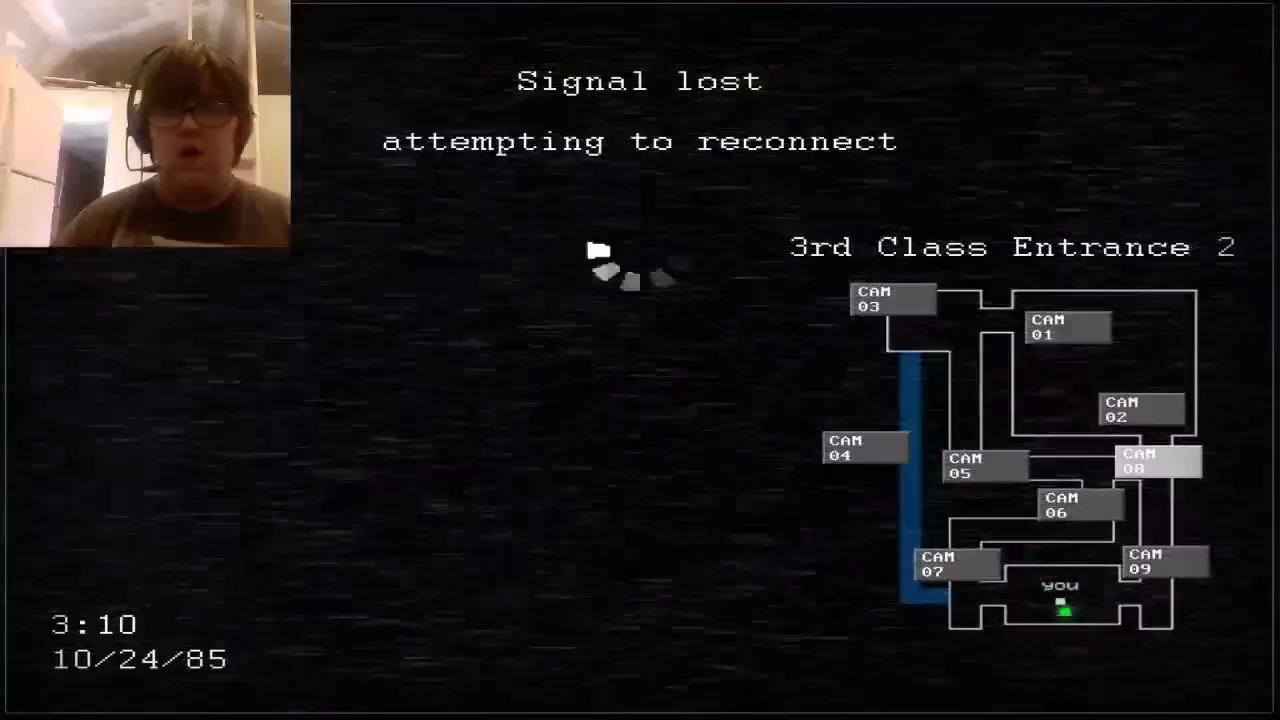 Signal lost
attempting to reconnect
3rd Class Entrance 2
CAM
03
CAM
01
CAM
02
CAM
04
CAM
05
CAM
08
CAM
06
CAM
07
CAM
09
you
3:10
10/24/85